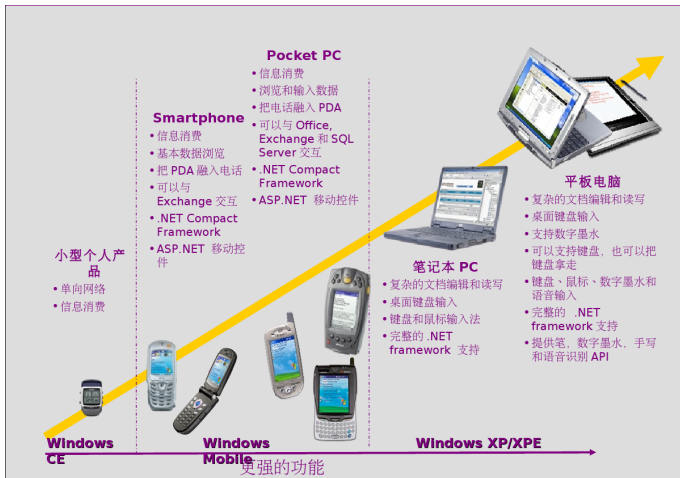 Pocket PC
•信息消费
•浏览和输入数据
•把电话融入 PDA
•可以与 Office,
Exchange 和 SQL
Server 交互
•.NET Compact
Framework
•ASP.NET 移动控件
Smartphone
•信息消费
•基本数据浏览
•把 PDA 融入电话
•可以与
Exchange 交互
•.NET Compact
Framework
•ASP.NET 移动控
件
小型个人产
品
•单向网络
•信息消费
笔记本 PC
•复杂的文档编辑和读写
•桌面键盘输入
•键盘和鼠标输入法
•完整的 .NET
framework 支持
平板电脑
•复杂的文档编辑和读写
•桌面键盘输入
•支持数字墨水
•可以支持键盘，也可以把
键盘拿走
•键盘、鼠标、数字墨水和
语音输入
•完整的 .NET
framework 支持
•提供笔，数字墨水，手写
和语音识别 API
Windows
CE
Windows
Mobile
Windows XP/XPE
更强的功能